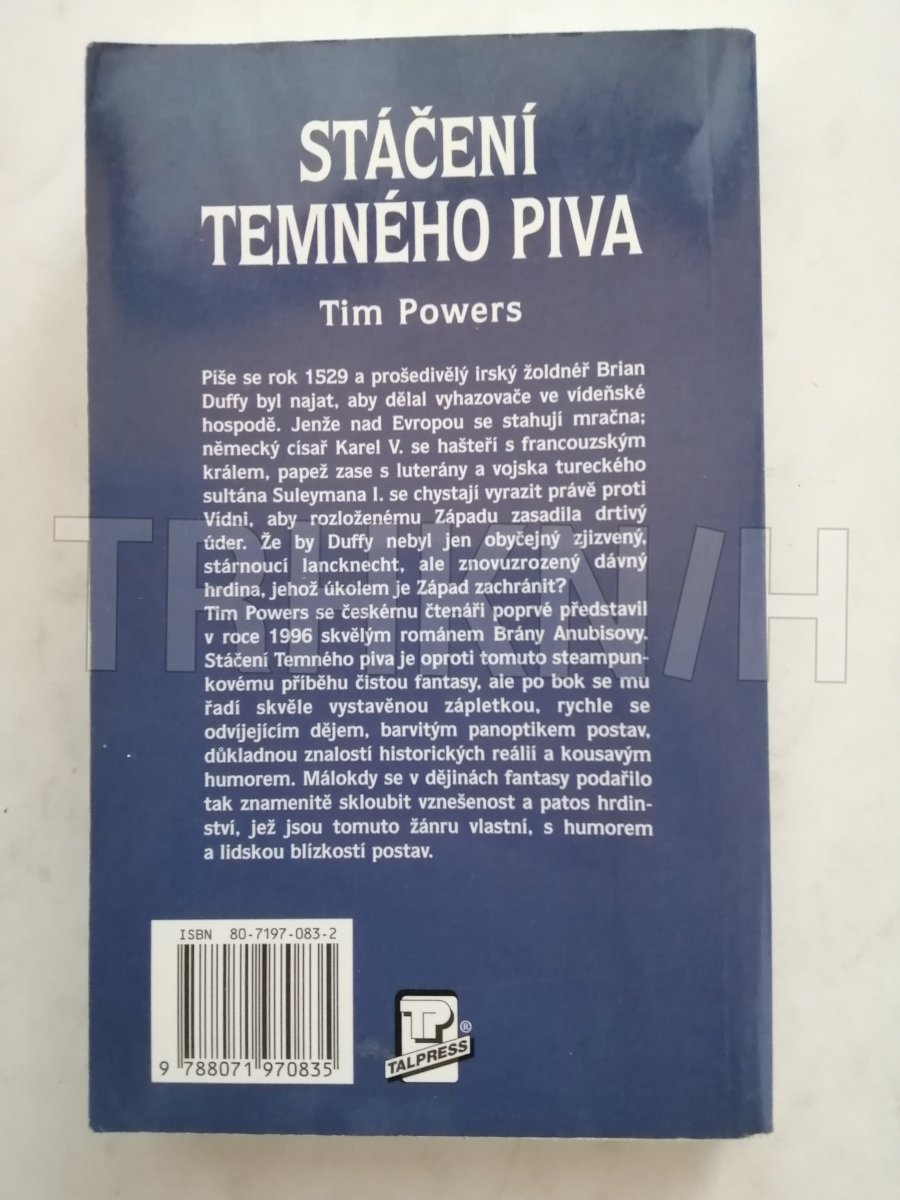 STÁČENÍ
TEMNÉHO PIVA
Tim Powers
Píše se rok 1529 a prošedivělý irský žoldnéř Brian
Duffy byl najat, aby dělal vyhazovače ve vídeňské
hospodě. Jenže nad Evropou se stahují mračna;
německý císař Karel V. se hašteří s francouzským
králem, papež zase s luterány a vojska tureckého
sultána Suleymana I. se chystají vyrazit právě proti
Vídni, aby rozloženému Západu zasadila drtivý
úder. Že by Duffy nebyl jen obyčejný zjizvený,
stárnoucí lancknecht, ale znovuzrozený dávný
hrdina, jehož úkolem je Západ zachránit?
Tim Powers se českému čtenáři poprvé představil
v roce 1996 skvělým románem Brány Anubisovy.
Stáčení Temného piva je oproti tomuto steampun-
kovému příběhu čistou fantasy, ale po bok se mu
řadí skvěle vystavěnou zápletkou, rychle se
odvíjejícím dějem, barvitým panoptikem postav,
důkladnou znalostí historických reálií a kousavým
humorem. Málokdy se v dějinách fantasy podařilo
tak znamenitě skloubit vznešenost a patos hrdin-
ství, jež jsou tomuto žánru vlastní, s humorem
a lidskou blízkostí postav.
ISBN 80-7197-083-2
9 788071 970835
TP ®
TALPRESS